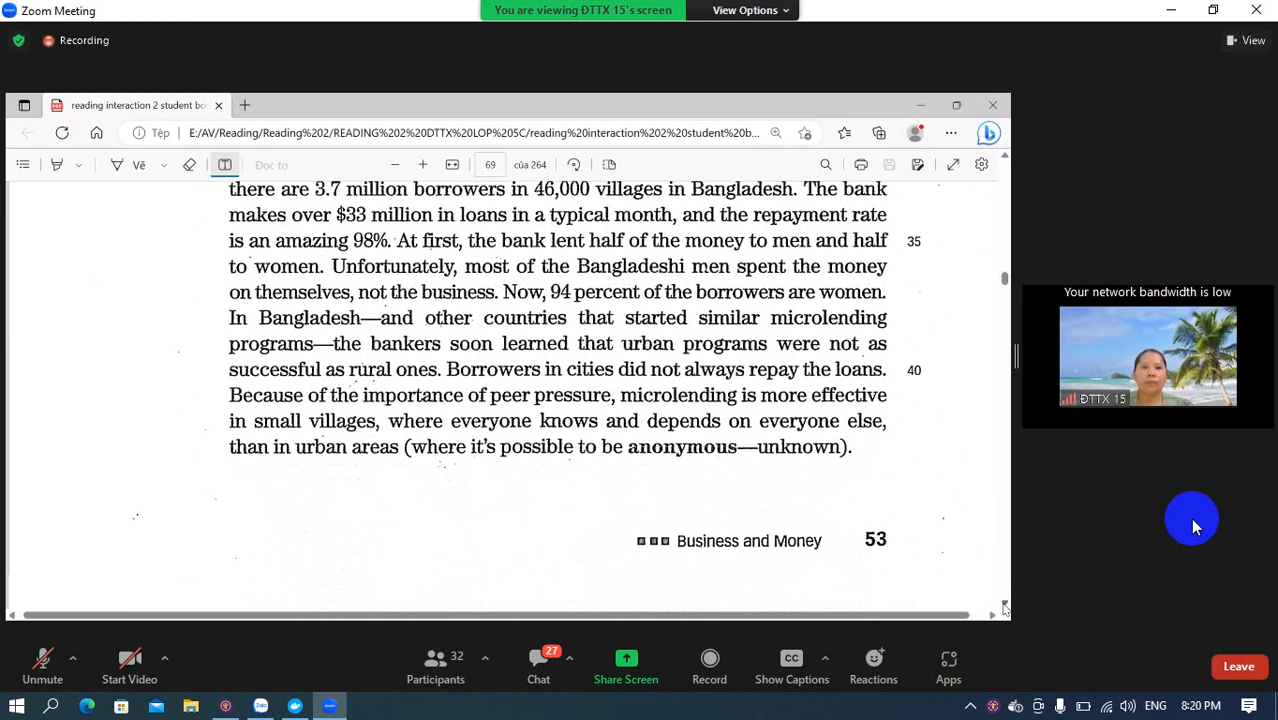 Zoom Meeting
You are viewing ĐTTX 15's screen
View Options
Recording
View
reading interaction 2 student bo
Tệp
E:/AV/Reading/Reading%202/READING%202%20DTTX%20LOP%205C/reading%20interaction%202%20student%20b...
Vẽ
Đọc to
69
của 264
there are 3.7 million borrowers in 46,000 villages in Bangladesh. The bank
makes over $33 million in loans in a typical month, and the repayment rate
is an amazing 98%. At first, the bank lent half of the money to men and half 35
to women. Unfortunately, most of the Bangladeshi men spent the money
on themselves, not the business. Now, 94 percent of the borrowers are women.
In Bangladesh—and other countries that started similar microlending
programs—the bankers soon learned that urban programs were not as
successful as rural ones. Borrowers in cities did not always repay the loans. 40
Because of the importance of peer pressure, microlending is more effective
in small villages, where everyone knows and depends on everyone else,
than in urban areas (where it's possible to be anonymous—unknown).
Business and Money 53
Your network bandwidth is low
ĐTTX 15
32
27
CC
Unmute
Start Video
Participants
Chat
Share Screen
Record
Show Captions
Reactions
Apps
Leave
Zalo
ENG
8:20 PM